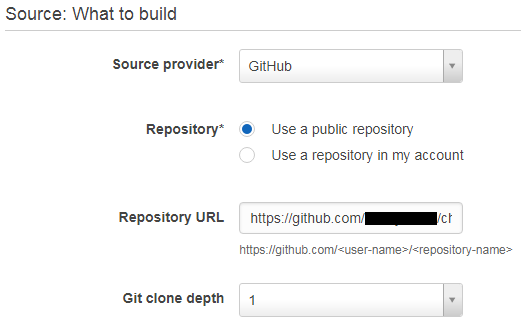 Source: What to build
Source provider* GitHub
Repository* Use a public repository
Use a repository in my account
Repository URL https://github.com/ /ch
https://github.com/<user-name>/<repository-name>
Git clone depth 1